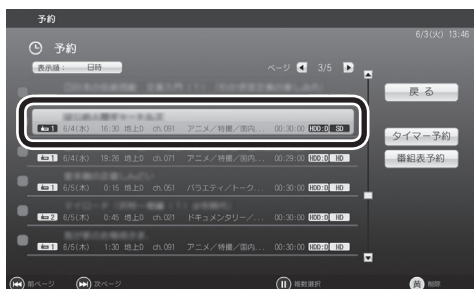 予約
6/3(火) 13:46
予約
表示順： 日時
ページ 3/5
戻る
1 6/4(水) 16:30 地上D ch.091 アニメ/特撮/国内... 00:30:00 HDD:D SD
タイマー予約
1 6/4(水) 19:26 地上D ch.071 アニメ/特撮/国内... 00:29:00 HDD:D HD
番組表予約
1 6/5(木) 0:15 地上D ch.051 バラエティ/トーク... 00:30:00 HDD:D HD
2 6/5(木) 0:45 地上D ch.021 ドキュメンタリー/... 00:30:00 HDD:D HD
1 6/5(木) 1:30 地上D ch.091 アニメ/特撮/国内... 00:30:00 HDD:D HD
前ページ 次ページ 複数選択 黄 削除